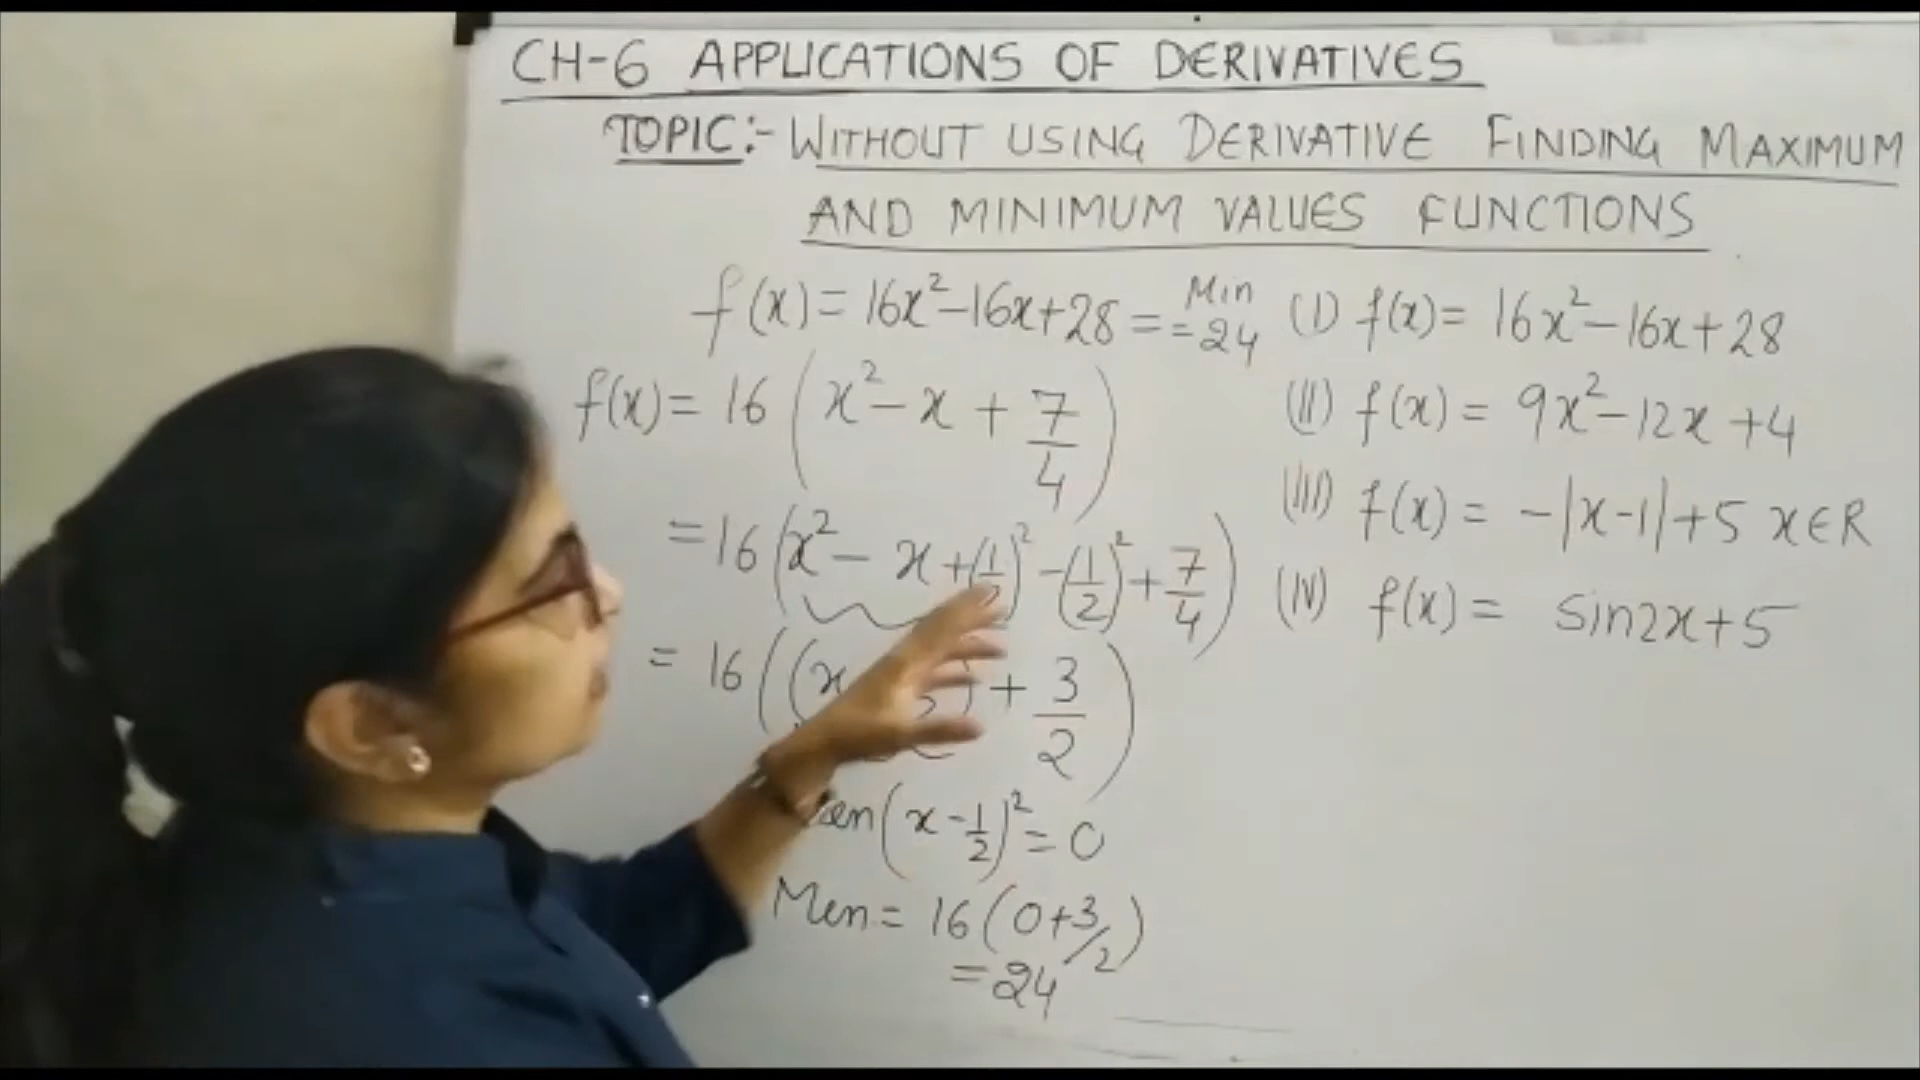 CH-6 APPLICATIONS OF DERIVATIVES
TOPIC:- WITHOUT USING DERIVATIVE FINDING MAXIMUM
AND MINIMUM VALUES FUNCTIONS
f(x) = 16x²-16x+28 = Min = 24
f(x) = 16 (x² - x + 7/4)
= 16 (x² - x + (1/2)² - (1/2)² + 7/4)
= 16 ((x + 3/2)
(x - 1/2)² = 0
Men = 16 (0+3/2)
= 24
(I) f(x) = 16x²-16x+28
(II) f(x) = 9x²-12x+4
(III) f(x) = -|x-1|+5 x∈R
(IV) f(x) = Sin2x+5